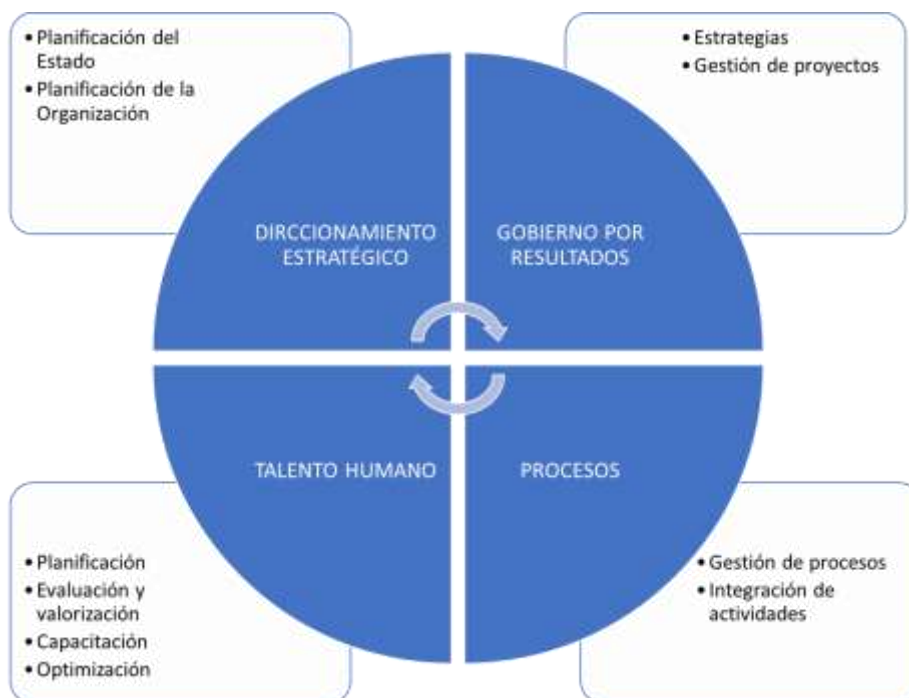 • Planificación del
Estado
• Planificación de la
Organización
• Estrategias
• Gestión de proyectos
DIRCCIONAMIENTO
ESTRATÉGICO
GOBIERNO POR
RESULTADOS
TALENTO HUMANO
PROCESOS
• Planificación
• Evaluación y
valorización
• Capacitación
• Optimización
• Gestión de procesos
• Integración de
actividades